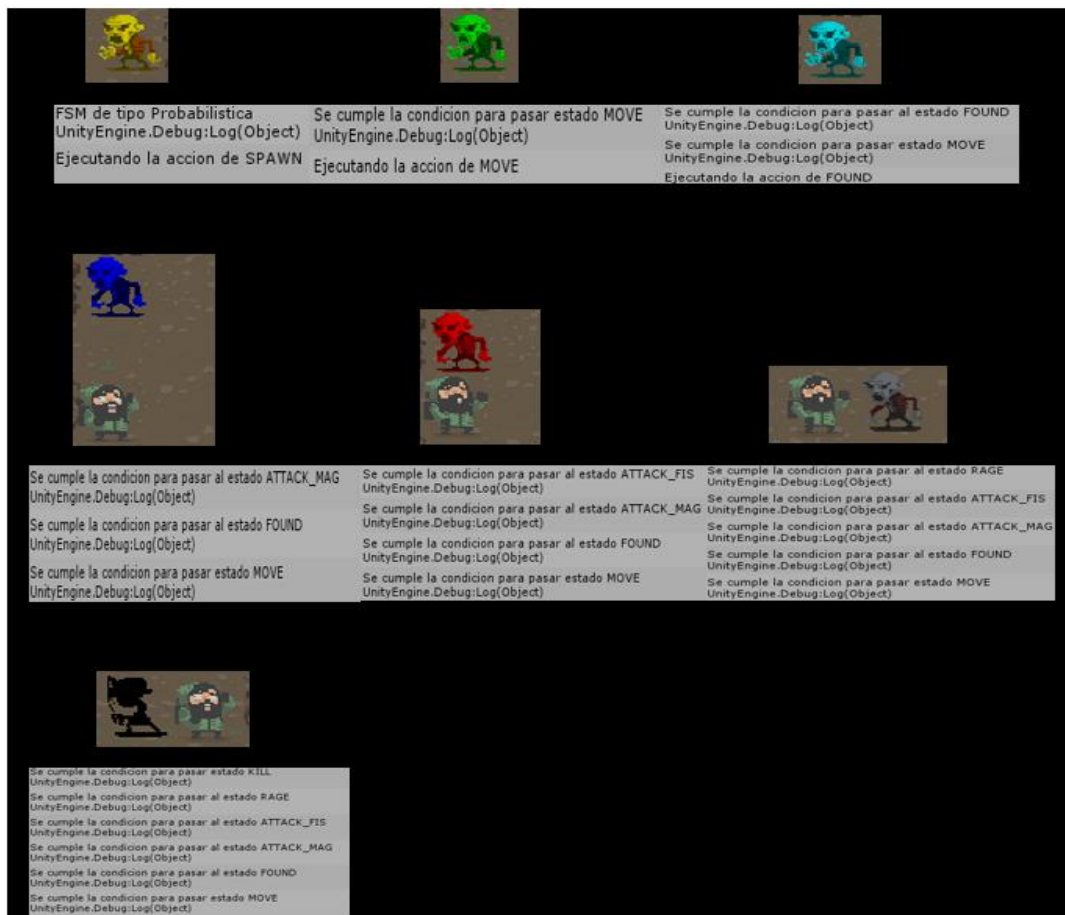 FSM de tipo Probabilistica
UnityEngine.Debug:Log(Object)
Ejecutando la accion de SPAWN
Se cumple la condicion para pasar estado MOVE
UnityEngine.Debug:Log(Object)
Ejecutando la accion de MOVE
Se cumple la condicion para pasar al estado FOUND
UnityEngine.Debug:Log(Object)
Se cumple la condicion para pasar estado MOVE
UnityEngine.Debug:Log(Object)
Ejecutando la accion de FOUND
Se cumple la condicion para pasar al estado ATTACK_MAG
UnityEngine.Debug:Log(Object)
Se cumple la condicion para pasar al estado FOUND
UnityEngine.Debug:Log(Object)
Se cumple la condicion para pasar estado MOVE
UnityEngine.Debug:Log(Object)
Se cumple la condicion para pasar al estado ATTACK_FIS
UnityEngine.Debug:Log(Object)
Se cumple la condicion para pasar al estado ATTACK_MAG
UnityEngine.Debug:Log(Object)
Se cumple la condicion para pasar al estado FOUND
UnityEngine.Debug:Log(Object)
Se cumple la condicion para pasar estado MOVE
UnityEngine.Debug:Log(Object)
Se cumple la condicion para pasar al estado RAGE
UnityEngine.Debug:Log(Object)
Se cumple la condicion para pasar al estado ATTACK_FIS
UnityEngine.Debug:Log(Object)
Se cumple la condicion para pasar al estado ATTACK_MAG
UnityEngine.Debug:Log(Object)
Se cumple la condicion para pasar al estado FOUND
UnityEngine.Debug:Log(Object)
Se cumple la condicion para pasar estado MOVE
UnityEngine.Debug:Log(Object)
Se cumple la condicion para pasar estado KILL
UnityEngine.Debug:Log(Object)
Se cumple la condicion para pasar al estado RAGE
UnityEngine.Debug:Log(Object)
Se cumple la condicion para pasar al estado ATTACK_FIS
UnityEngine.Debug:Log(Object)
Se cumple la condicion para pasar al estado ATTACK_MAG
UnityEngine.Debug:Log(Object)
Se cumple la condicion para pasar al estado FOUND
UnityEngine.Debug:Log(Object)
Se cumple la condicion para pasar estado MOVE
UnityEngine.Debug:Log(Object)